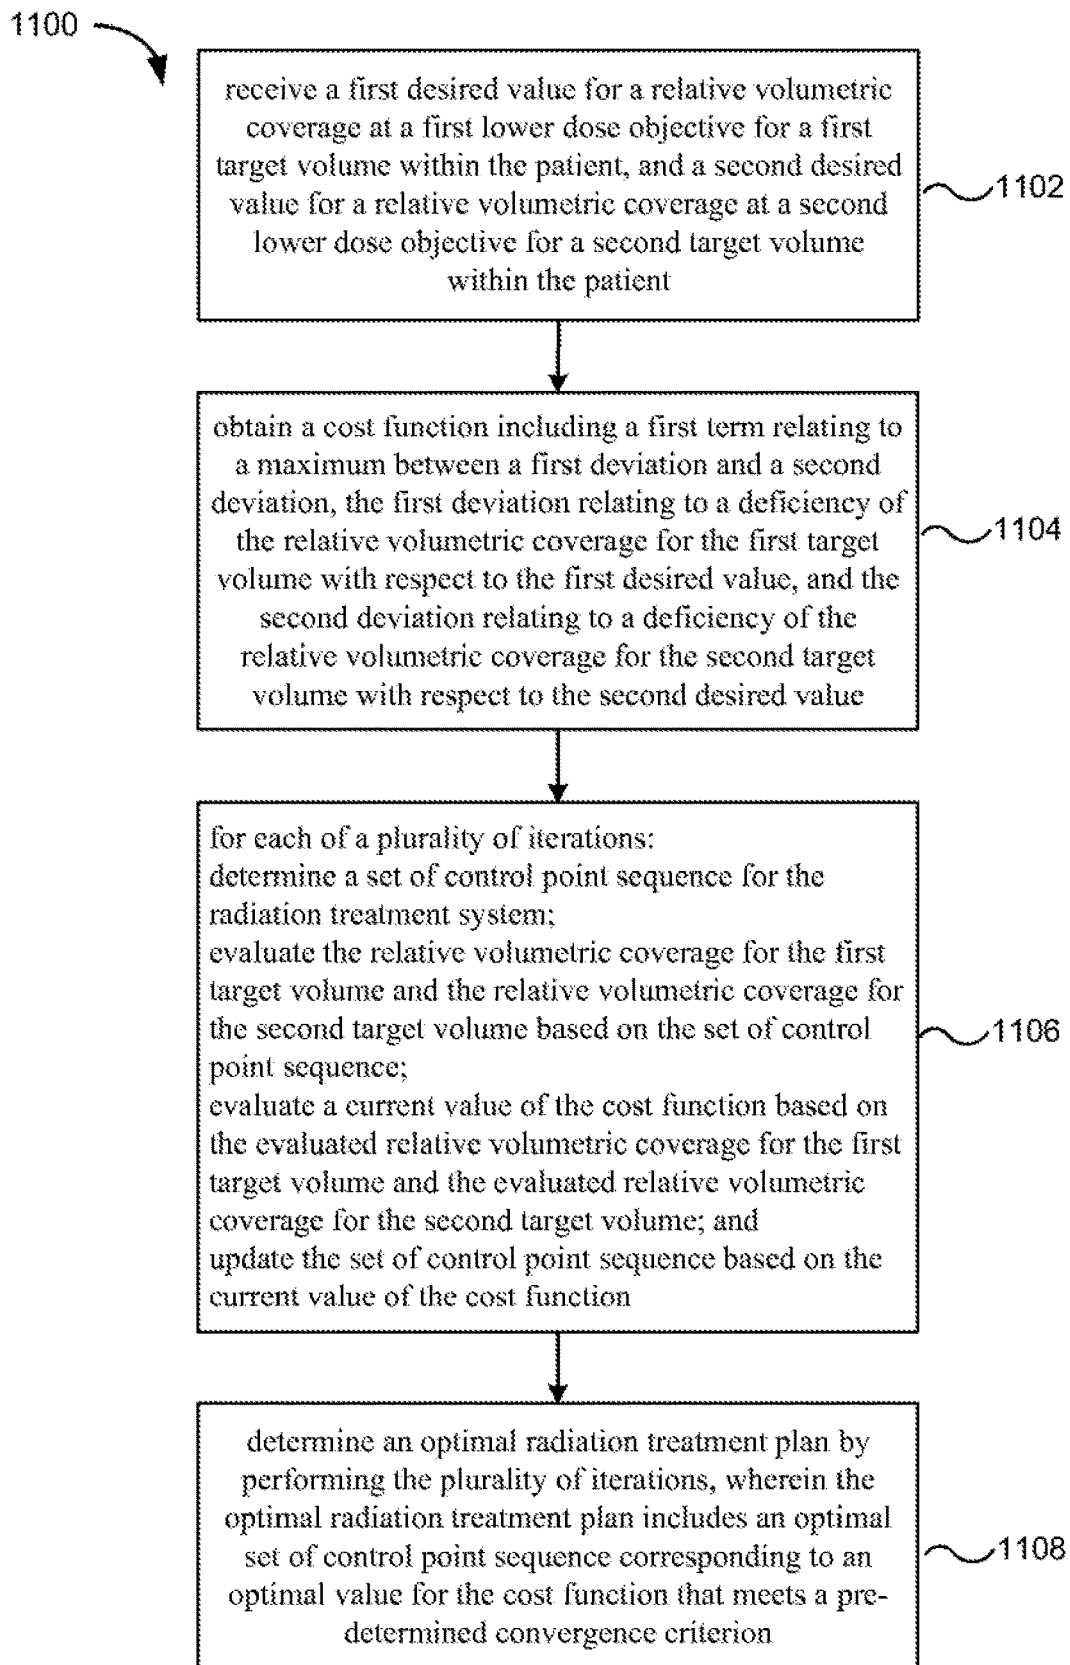 1100
receive a first desired value for a relative volumetric
coverage at a first lower dose objective for a first
target volume within the patient, and a second desired
value for a relative volumetric coverage at a second
lower dose objective for a second target volume
within the patient
1102
obtain a cost function including a first term relating to
a maximum between a first deviation and a second
deviation, the first deviation relating to a deficiency of
the relative volumetric coverage for the first target
volume with respect to the first desired value, and the
second deviation relating to a deficiency of the
relative volumetric coverage for the second target
volume with respect to the second desired value
1104
for each of a plurality of iterations:
determine a set of control point sequence for the
radiation treatment system;
evaluate the relative volumetric coverage for the first
target volume and the relative volumetric coverage for
the second target volume based on the set of control
point sequence;
evaluate a current value of the cost function based on
the evaluated relative volumetric coverage for the first
target volume and the evaluated relative volumetric
coverage for the second target volume; and
update the set of control point sequence based on the
current value of the cost function
1106
determine an optimal radiation treatment plan by
performing the plurality of iterations, wherein the
optimal radiation treatment plan includes an optimal
set of control point sequence corresponding to an
optimal value for the cost function that meets a pre-
determined convergence criterion
1108